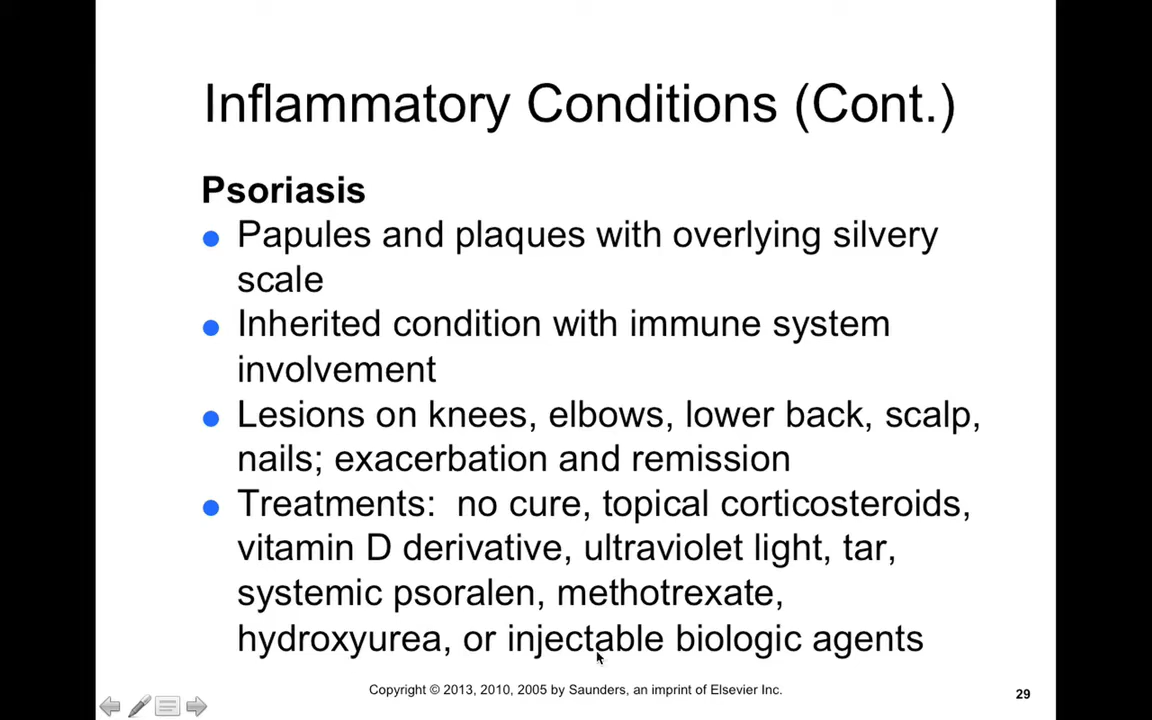 Inflammatory Conditions (Cont.)
Psoriasis
● Papules and plaques with overlying silvery
scale
● Inherited condition with immune system
involvement
● Lesions on knees, elbows, lower back, scalp,
nails; exacerbation and remission
● Treatments:  no cure, topical corticosteroids,
vitamin D derivative, ultraviolet light, tar,
systemic psoralen, methotrexate,
hydroxyurea, or injectable biologic agents
Copyright © 2013, 2010, 2005 by Saunders, an imprint of Elsevier Inc.
29